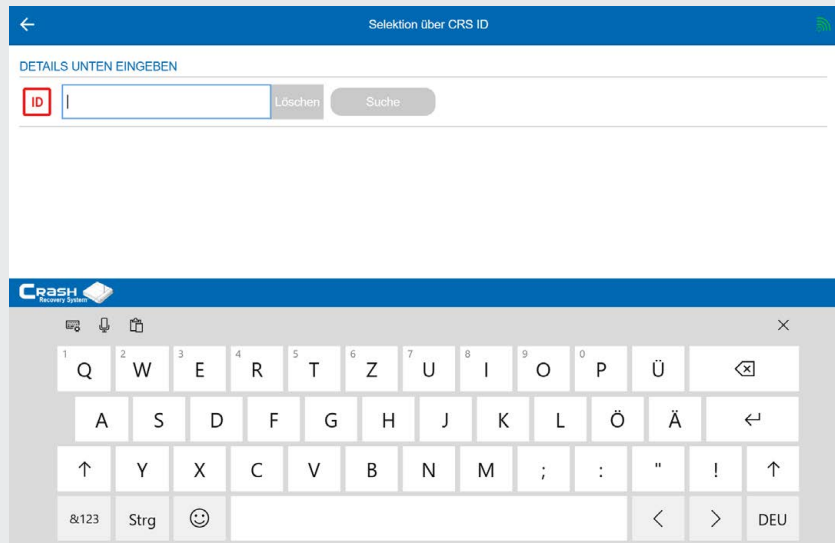 Selektion über CRS ID
DETAILS UNTEN EINGEBEN
ID Löschen Suche
CRaSH
Recovery System
1 2 3 4 5 6 7 8 9 0
Q W E R T Z U I O P Ü
A S D F G H J K L Ö Ä
Y X C V B N M ; : " !
&123 Strg < > DEU